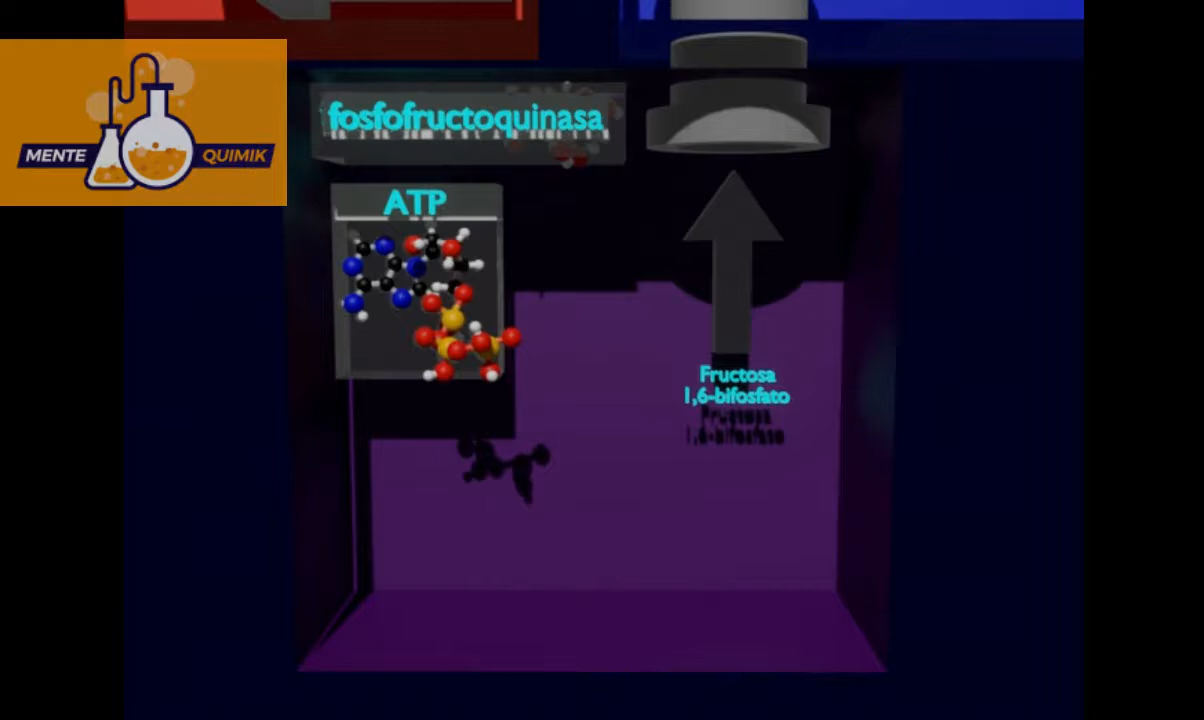 MENTE QUIMIK
fosfofructoquinasa
ATP
Fructosa
1,6-bifosfato